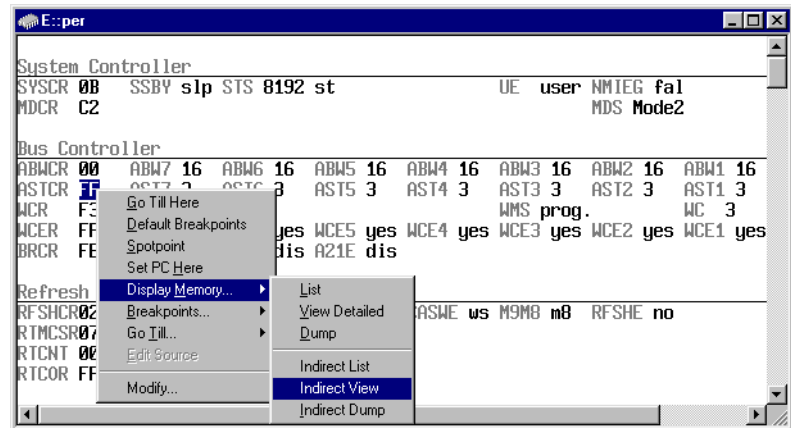 E::per
System Controller
SYSCR 0B SSBY slp STS 8192 st UE user NMIEG fal
MDCR C2 MDS Mode2
Bus Controller
ABWCR 00 ABW7 16 ABW6 16 ABW5 16 ABW4 16 ABW3 16 ABW2 16 ABW1 16
ASTCR FF AST7 3 AST6 3 AST5 3 AST4 3 AST3 3 AST2 3 AST1 3
WCR F3 WMS prog. WC 3
WCER FF yes WCE5 yes WCE4 yes WCE3 yes WCE2 yes WCE1 yes
BRCR FE dis A21E dis
Refresh
RFSHCR02 CASWE ws M9M8 m8 RFSHE no
RTMCSR07
RTCNT 00
RTCOR FF
Go Till Here
Default Breakpoints
Spotpoint
Set PC Here
Display Memory...
Breakpoints...
Go Till...
Edit Source
Modify...
List
View Detailed
Dump
Indirect List
Indirect View
Indirect Dump